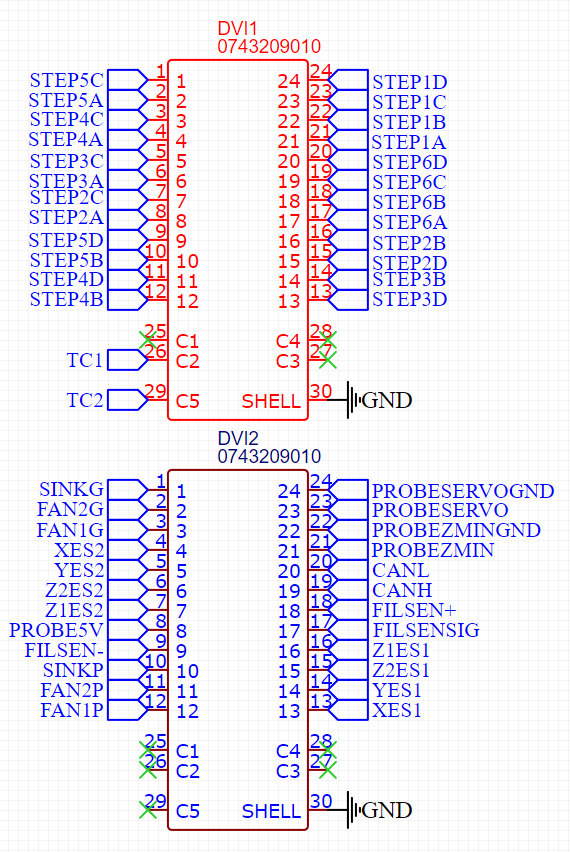 DVI1
0743209010
STEP5C 1 1 24 24 STEP1D
STEP5A 2 2 23 23 STEP1C
STEP4C 3 3 22 22 STEP1B
STEP4A 4 4 21 21 STEP1A
STEP3C 5 5 20 20 STEP6D
STEP3A 6 6 19 19 STEP6C
STEP2C 7 7 18 18 STEP6B
STEP2A 8 8 17 17 STEP6A
STEP5D 9 9 16 16 STEP2B
STEP5B 10 10 15 15 STEP2D
STEP4D 11 11 14 14 STEP3B
STEP4B 12 12 13 13 STEP3D
25 C1 C4 28
TC1 26 C2 C3 27
TC2 29 C5 SHELL 30 GND
DVI2
0743209010
SINKG 1 1 24 24 PROBESERVOGND
FAN2G 2 2 23 23 PROBESERVO
FAN1G 3 3 22 22 PROBEZMINGND
XES2 4 4 21 21 PROBEZMIN
YES2 5 5 20 20 CANL
Z2ES2 6 6 19 19 CANH
Z1ES2 7 7 18 18 FILSEN+
PROBE5V 8 8 17 17 FILSENSIG
FILSEN- 9 9 16 16 Z1ES1
SINKP 10 10 15 15 Z2ES1
FAN2P 11 11 14 14 YES1
FAN1P 12 12 13 13 XES1
25 C1 C4 28
26 C2 C3 27
29 C5 SHELL 30 GND